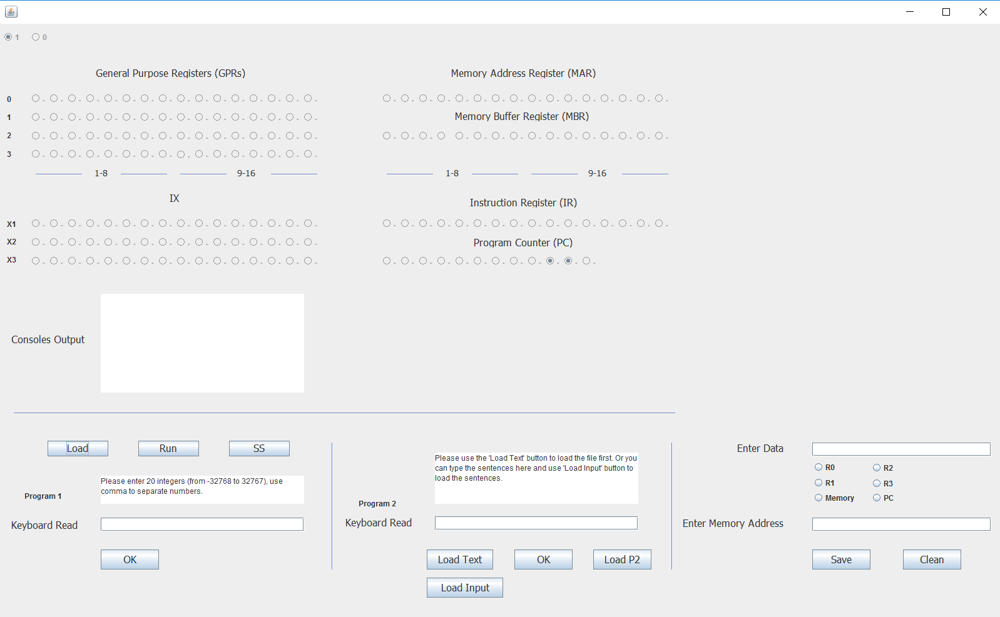 1 0
General Purpose Registers (GPRs)
Memory Address Register (MAR)
0
1
Memory Buffer Register (MBR)
2
3
1-8 9-16
1-8 9-16
IX
Instruction Register (IR)
X1
X2
Program Counter (PC)
X3
Consoles Output
Load Run SS
Please enter 20 integers (from -32768 to 32767), use
comma to separate numbers.
Program 1
Keyboard Read
OK
Please use the 'Load Text' button to load the file first. Or you
can type the sentences here and use 'Load Input' button to
load the sentences.
Program 2
Keyboard Read
Load Text OK Load P2
Load Input
Enter Data
R0 R2
R1 R3
Memory PC
Enter Memory Address
Save Clean